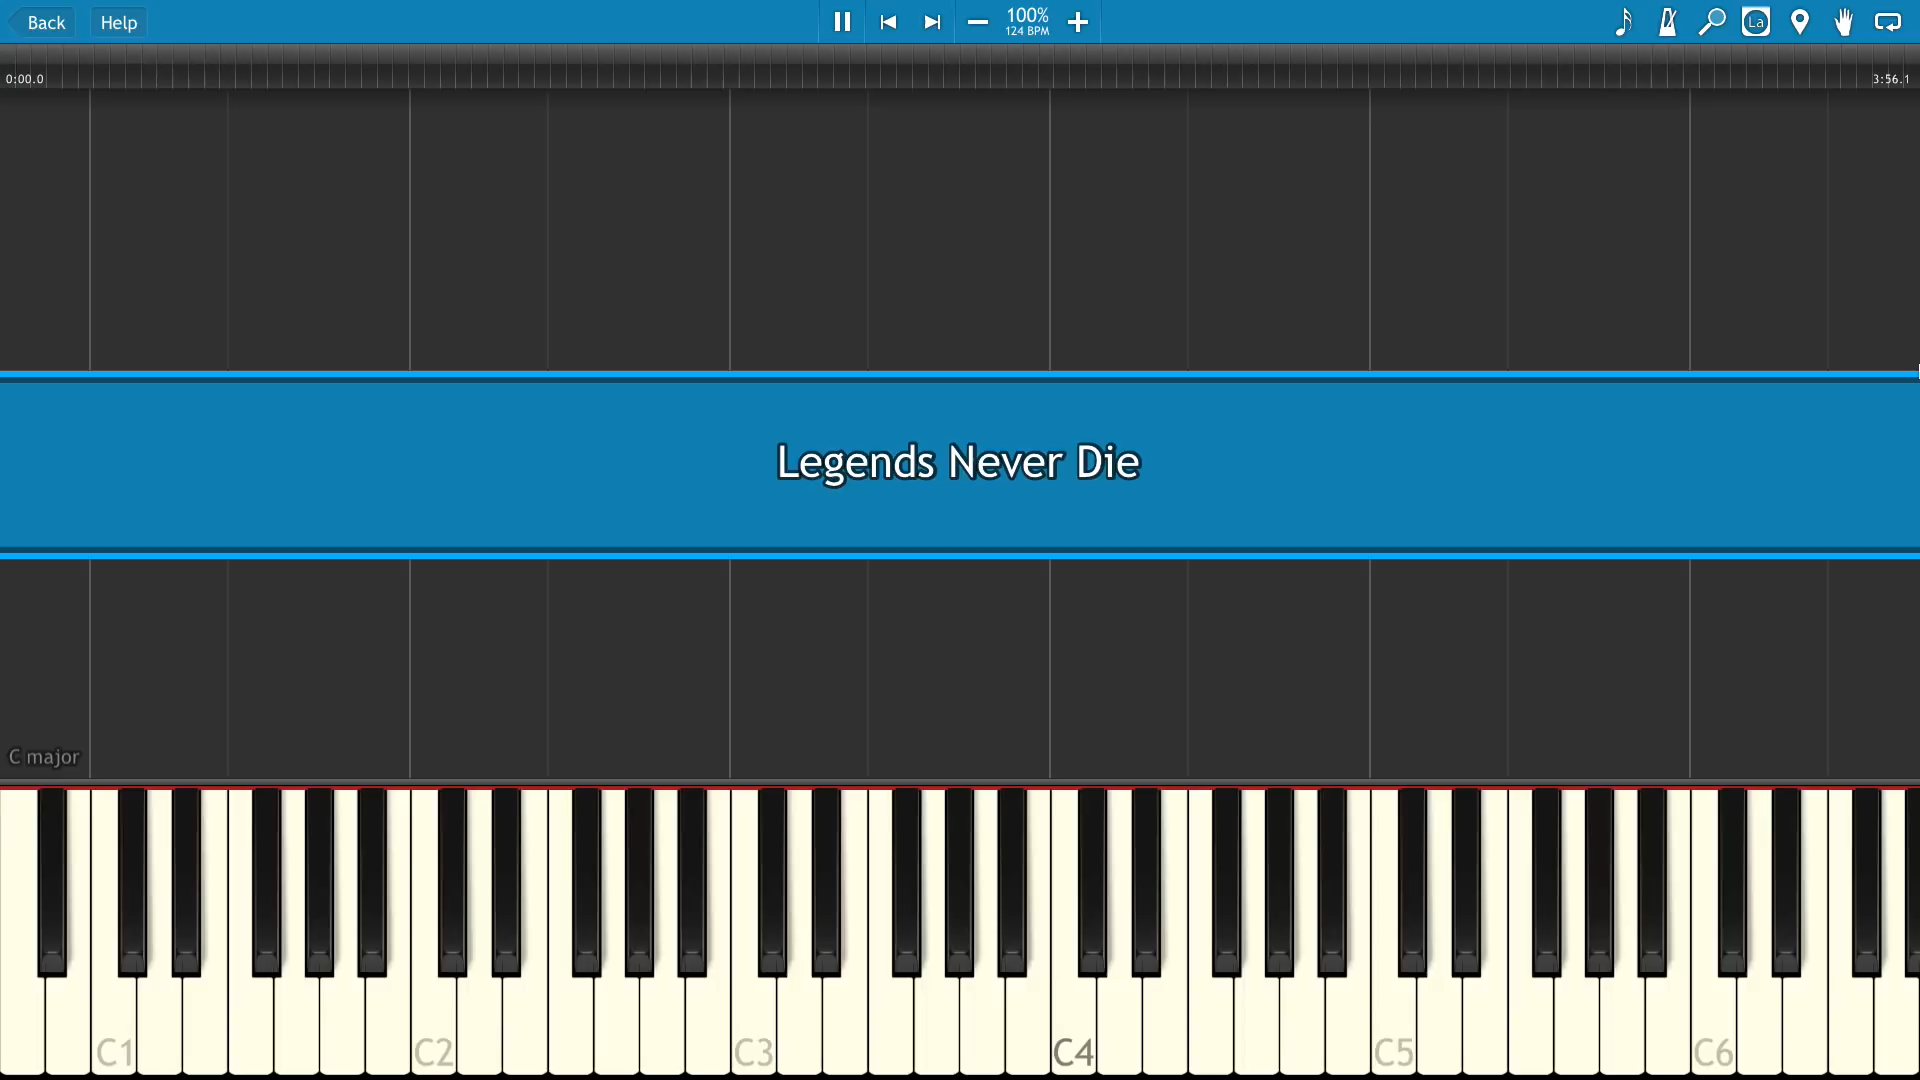 Back
Help
100%
124 BPM
La
0:00.0
3:56.1
Legends Never Die
C major
C1
C2
C3
C4
C5
C6